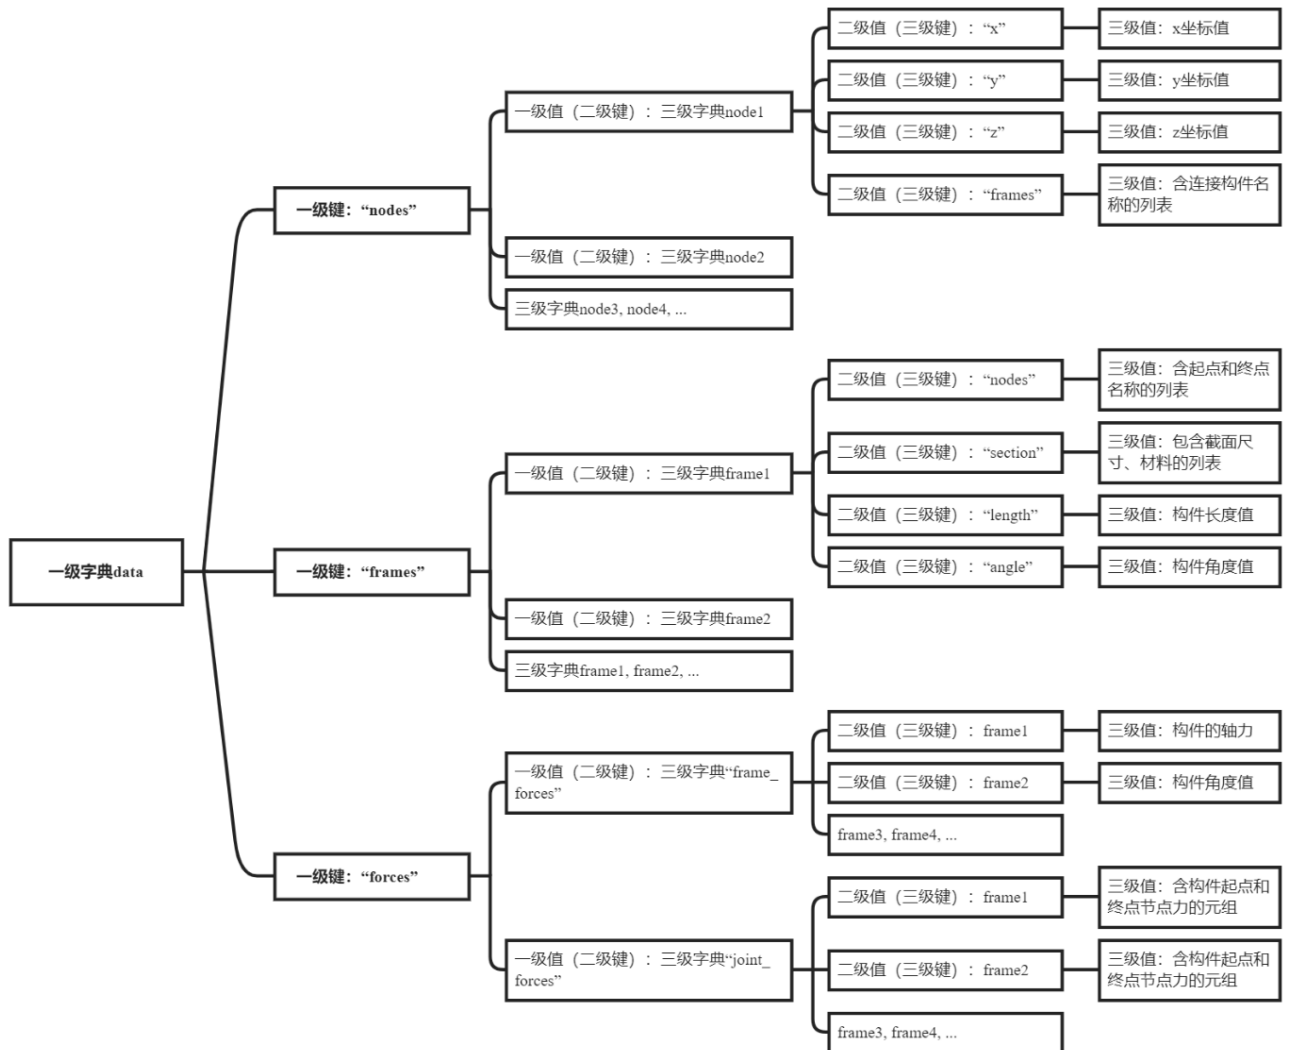 一级字典data
一级键：“nodes”
一级值（二级键）：三级字典node1
二级值（三级键）：“x”
三级值：x坐标值
二级值（三级键）：“y”
三级值：y坐标值
二级值（三级键）：“z”
三级值：z坐标值
二级值（三级键）：“frames”
三级值：含连接构件名
称的列表
一级值（二级键）：三级字典node2
三级字典node3, node4, ...
一级键：“frames”
一级值（二级键）：三级字典frame1
二级值（三级键）：“nodes”
三级值：含起点和终点
名称的列表
二级值（三级键）：“section”
三级值：包含截面尺
寸、材料的列表
二级值（三级键）：“length”
三级值：构件长度值
二级值（三级键）：“angle”
三级值：构件角度值
一级值（二级键）：三级字典frame2
三级字典frame1, frame2, ...
一级键：“forces”
一级值（二级键）：三级字典“frame_
forces”
二级值（三级键）：frame1
三级值：构件的轴力
二级值（三级键）：frame2
三级值：构件角度值
frame3, frame4, ...
一级值（二级键）：三级字典“joint_
forces”
二级值（三级键）：frame1
三级值：含构件起点和
终点节点力的元组
二级值（三级键）：frame2
三级值：含构件起点和
终点节点力的元组
frame3, frame4, ...